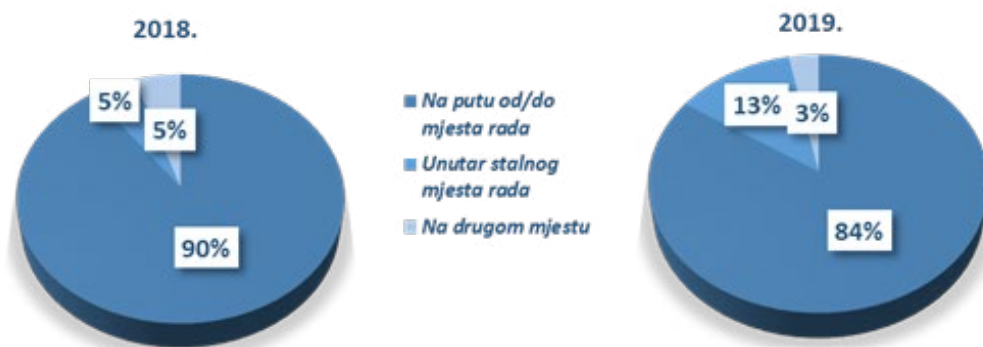 2018.
5%
5%
90%
Na putu od/do
mjesta rada
Unutar stalnog
mjesta rada
Na drugom mjestu
2019.
13%
3%
84%